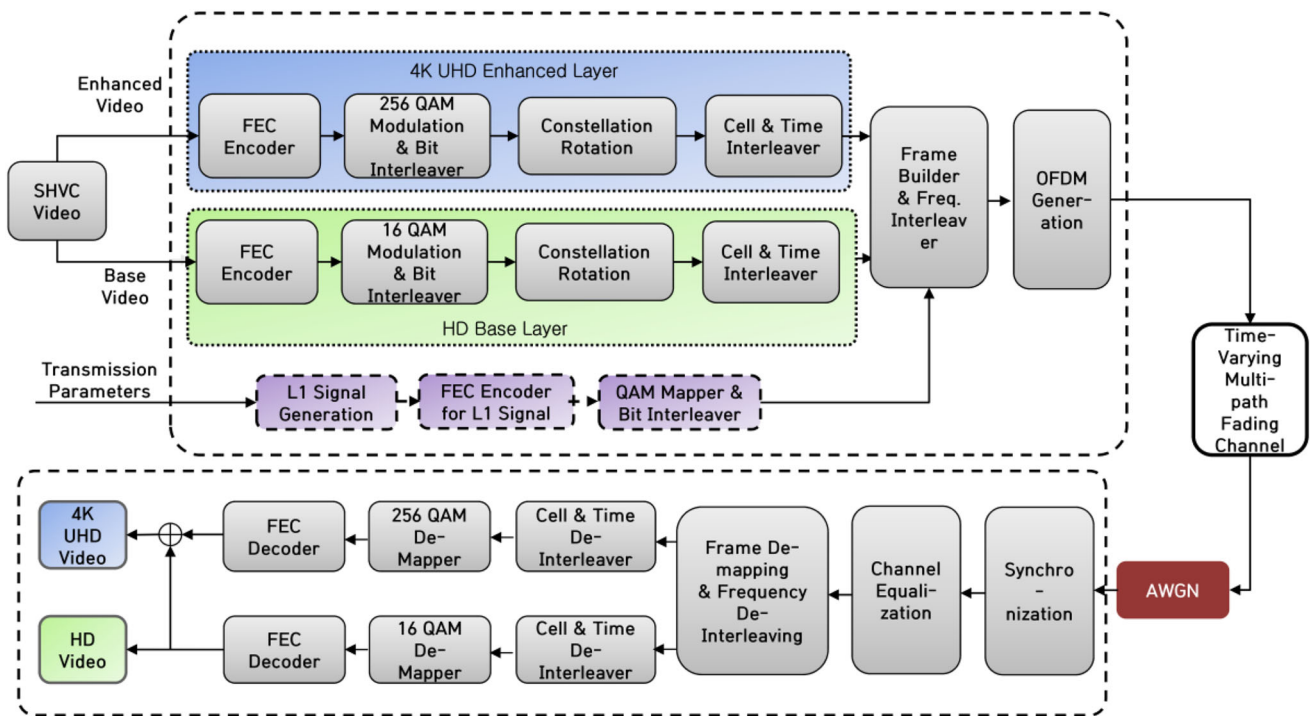 4K UHD Enhanced Layer
Enhanced
Video
FEC
Encoder
256 QAM
Modulation
& Bit
Interleaver
Constellation
Rotation
Cell & Time
Interleaver
Frame
Builder
& Freq.
Interleav
er
OFDM
Gener-
ation
SHVC
Video
Base
Video
FEC
Encoder
16 QAM
Modulation
& Bit
Interleaver
Constellation
Rotation
Cell & Time
Interleaver
HD Base Layer
Transmission
Parameters
L1 Signal
Generation
FEC Encoder
for L1 Signal
QAM Mapper &
Bit Interleaver
Time-
Varying
Multi-
path
Fading
Channel
4K
UHD
Video
FEC
Decoder
256 QAM
De-
Mapper
Cell & Time
De-
Interleaver
Frame De-
mapping
& Frequency
De-
Interleaving
Channel
Equali-
zation
Synchro
-
nization
AWGN
HD
Video
FEC
Decoder
16 QAM
De-
Mapper
Cell & Time
De-
Interleaver